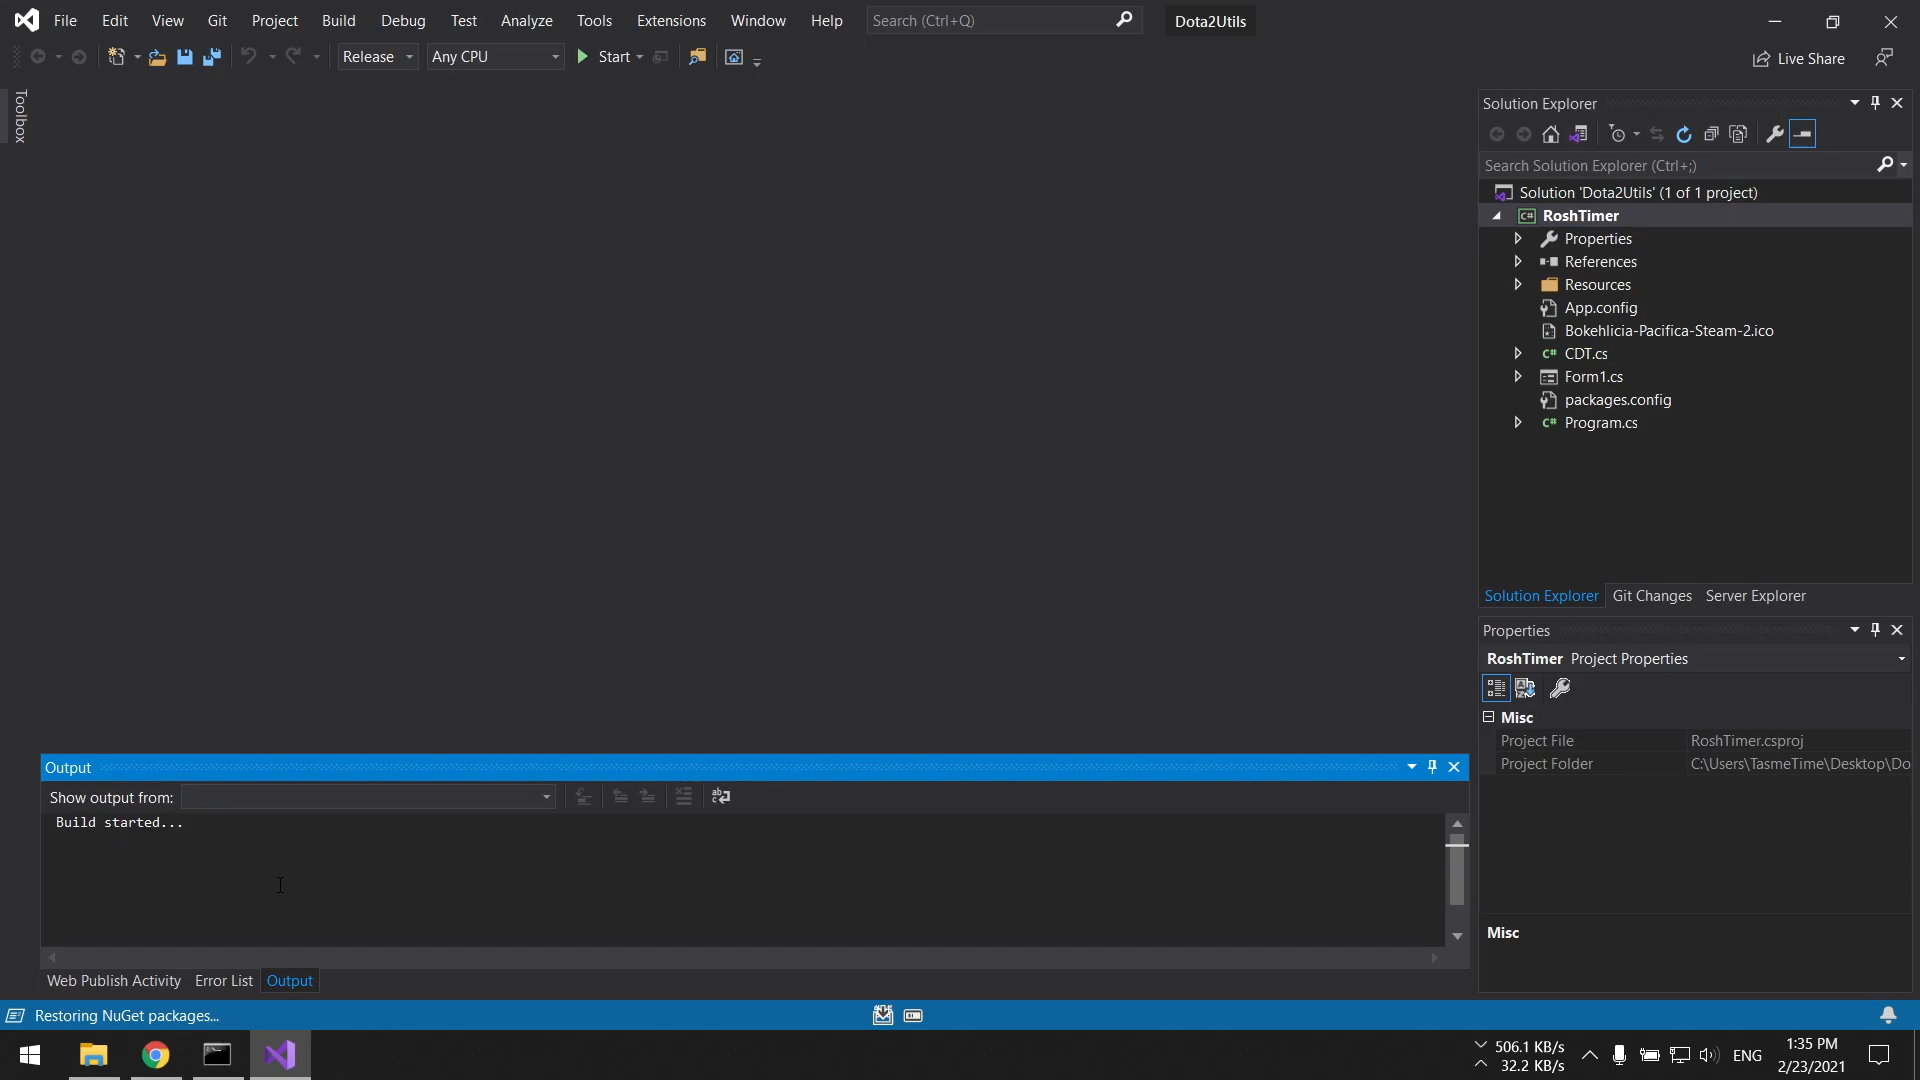 File Edit View Git Project Build Debug Test Analyze Tools Extensions Window Help Search (Ctrl+Q) Dota2Utils
Release Any CPU Start Live Share
Toolbox
Solution Explorer
Search Solution Explorer (Ctrl+;)
Solution 'Dota2Utils' (1 of 1 project)
C# RoshTimer
Properties
References
Resources
App.config
Bokehlicia-Pacifica-Steam-2.ico
C# CDT.cs
Form1.cs
packages.config
C# Program.cs
Solution Explorer Git Changes Server Explorer
Properties
RoshTimer Project Properties
Misc
Project File RoshTimer.csproj
Project Folder C:\Users\TasmeTime\Desktop\Do
Misc
Output
Show output from:
Build started...
Web Publish Activity Error List Output
Restoring NuGet packages...
506.1 KB/s
32.2 KB/s
ENG
1:35 PM
2/23/2021